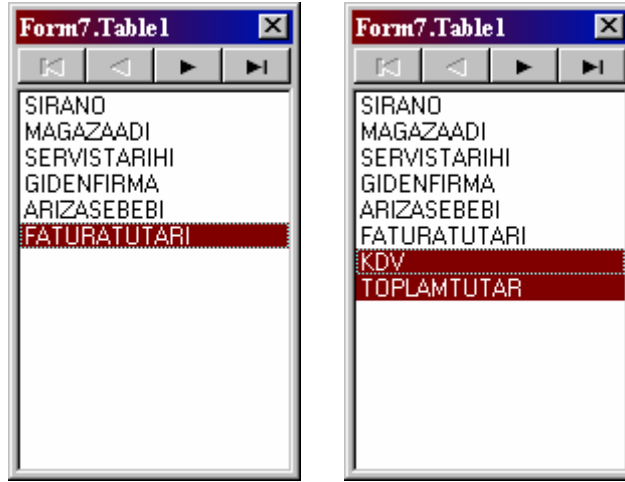 Form7.Table1
SIRANO
MAGAZAADI
SERVISTARIHI
GIDENFIRMA
ARIZASEBEBI
FATURATUTARI
Form7.Table1
SIRANO
MAGAZAADI
SERVISTARIHI
GIDENFIRMA
ARIZASEBEBI
FATURATUTARI
KDV
TOPLAMTUTAR